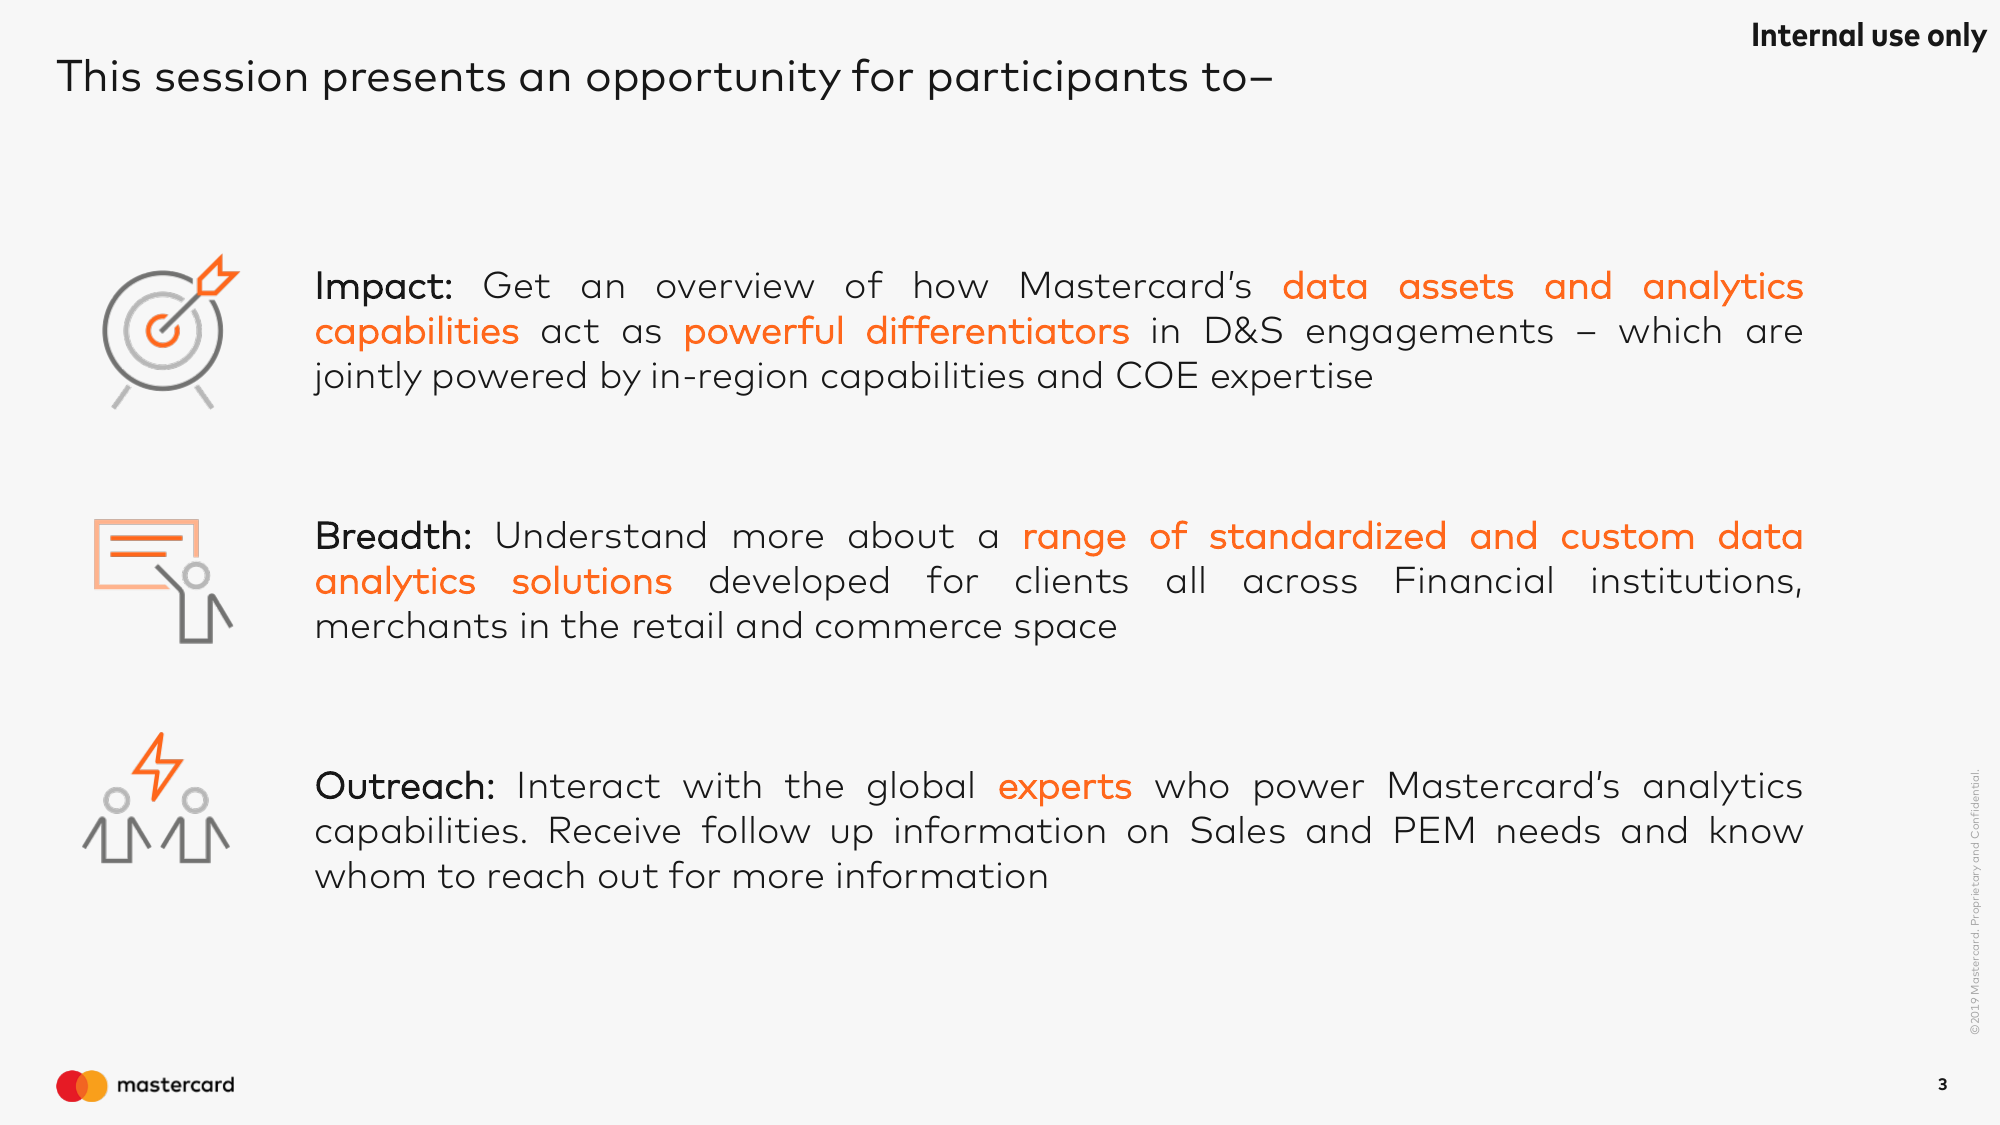 Internal use only
This session presents an opportunity for participants to–
Impact: Get an overview of how Mastercard’s data assets and analytics
capabilities act as powerful differentiators in D&S engagements – which are
jointly powered by in-region capabilities and COE expertise
Breadth: Understand more about a range of standardized and custom data
analytics solutions developed for clients all across Financial institutions,
merchants in the retail and commerce space
Outreach: Interact with the global experts who power Mastercard’s analytics
capabilities. Receive follow up information on Sales and PEM needs and know
whom to reach out for more information
©2019 Mastercard. Proprietary and Confidential.
mastercard
3